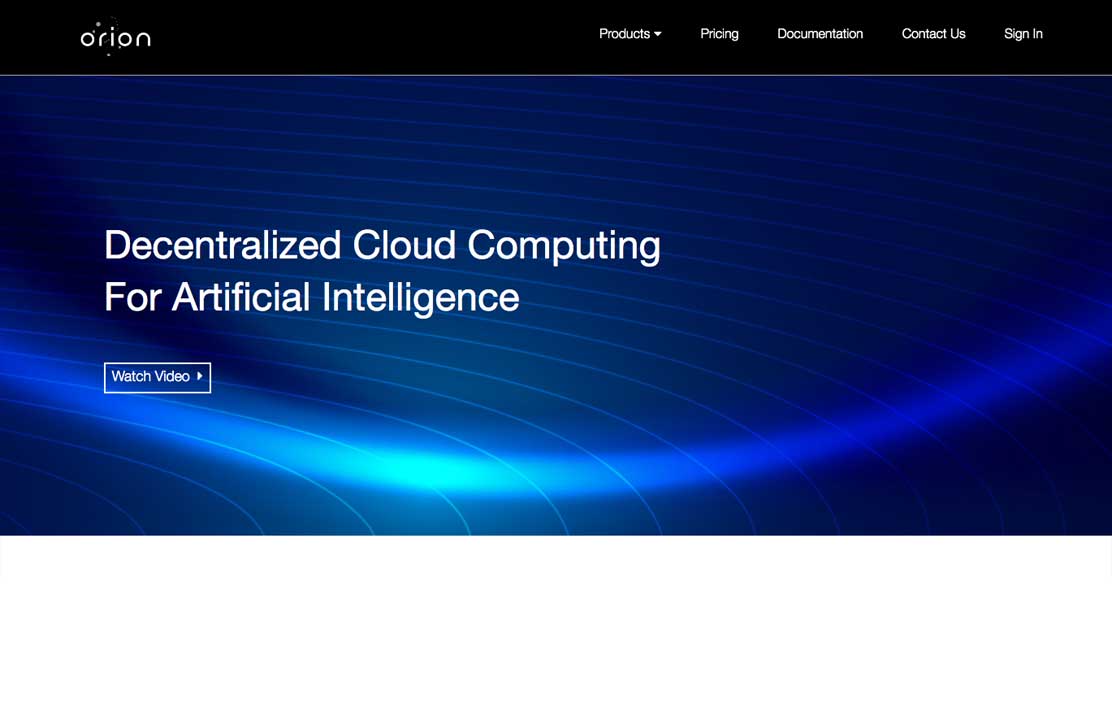 orion
Products
Pricing
Documentation
Contact Us
Sign In
Decentralized Cloud Computing
For Artificial Intelligence
Watch Video